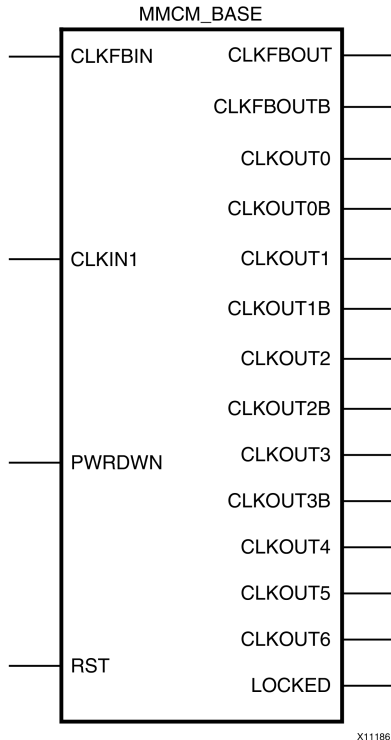 MMCM_BASE
CLKFBIN
CLKFBOUT
CLKFBOUTB
CLKOUT0
CLKOUT0B
CLKIN1
CLKOUT1
CLKOUT1B
CLKOUT2
CLKOUT2B
PWRDWN
CLKOUT3
CLKOUT3B
CLKOUT4
CLKOUT5
CLKOUT6
RST
LOCKED
X11186